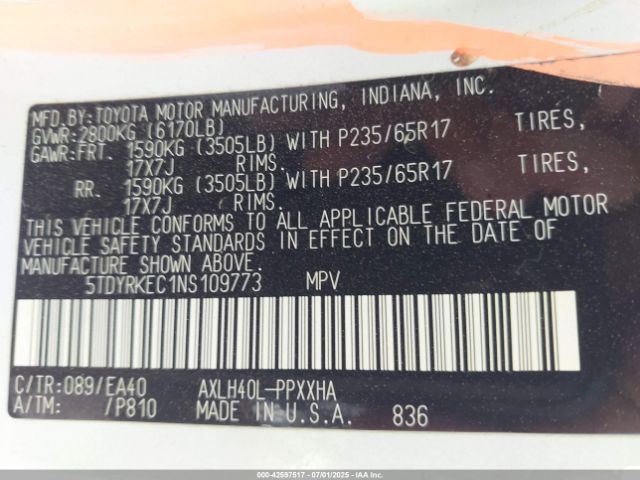 MFD.BY:TOYOTA MOTOR MANUFACTURING, INDIANA, INC.
GVWR:2800KG (6170LB)
GAWR:FRT. 1590KG (3505LB) WITH P235/65R17 TIRES,
17X7J RIMS.
RR. 1590KG (3505LB) WITH P235/65R17 TIRES,
17X7J RIMS.
THIS VEHICLE CONFORMS TO ALL APPLICABLE FEDERAL MOTOR
VEHICLE SAFETY STANDARDS IN EFFECT ON THE DATE OF
MANUFACTURE SHOWN ABOVE.
5TDYRKEC1NS109773 MPV
C/TR:089/EA40 AXLH40L-PPXXHA
A/TM: /P810 MADE IN U.S.A. 836
000-42597517 - 07/01/2025 - IAAI.COM